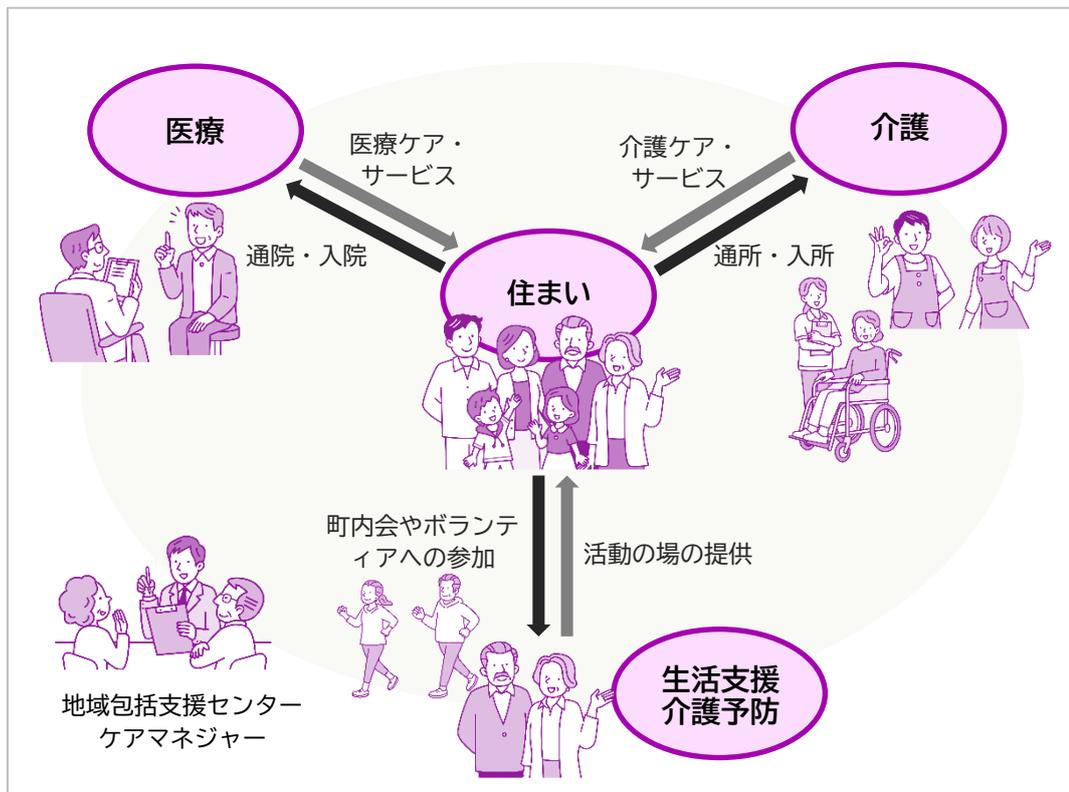 医療
介護
医療ケア・
サービス
介護ケア・
サービス
通院・入院
通所・入所
住まい
町内会やボランテ
ィアへの参加
活動の場の提供
生活支援
介護予防
地域包括支援センター
ケアマネジャー